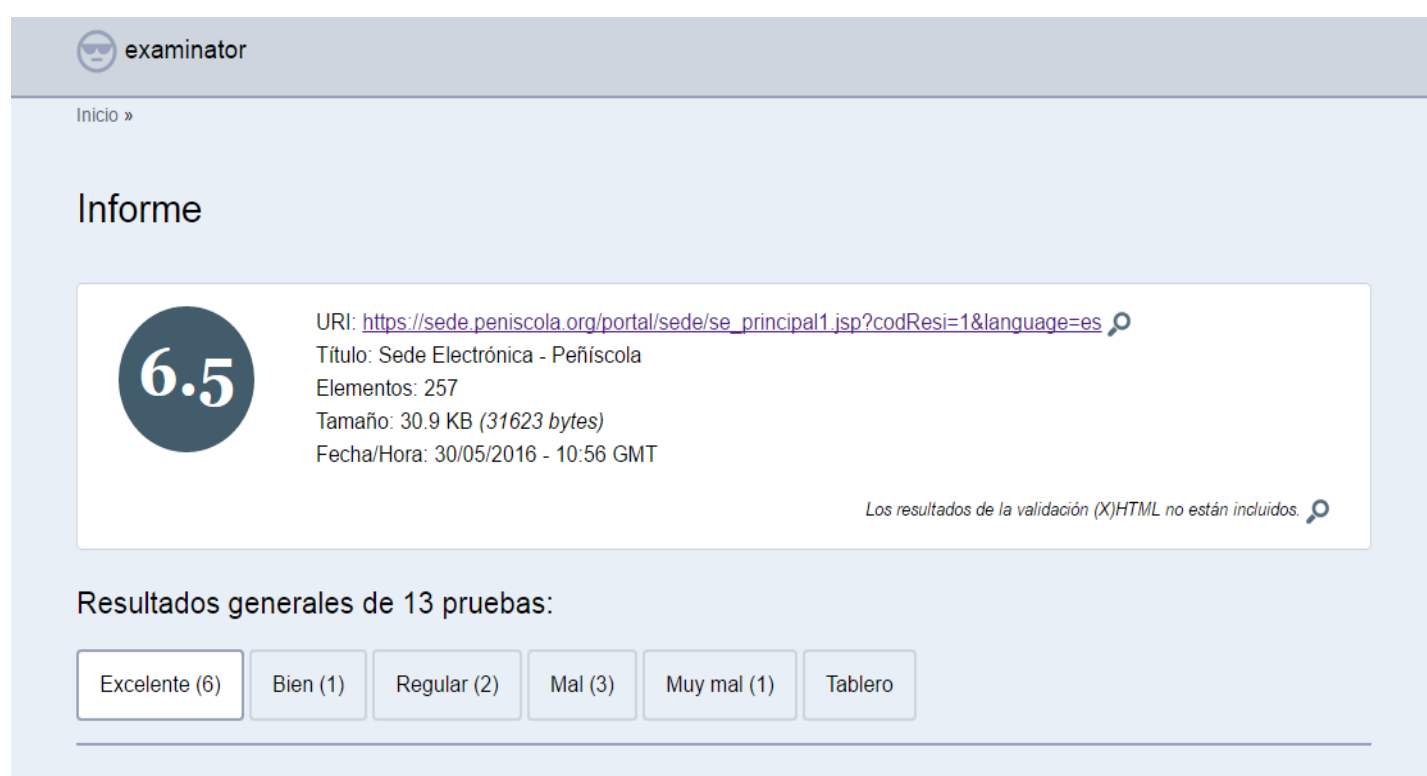 examinator
Inicio »
Informe
6.5
URI: https://sede.peniscola.org/portal/sede/se_principal1.jsp?codResi=1&language=es
Título: Sede Electrónica - Peñíscola
Elementos: 257
Tamaño: 30.9 KB (31623 bytes)
Fecha/Hora: 30/05/2016 - 10:56 GMT
Los resultados de la validación (X)HTML no están incluidos.
Resultados generales de 13 pruebas:
Excelente (6) Bien (1) Regular (2) Mal (3) Muy mal (1) Tablero